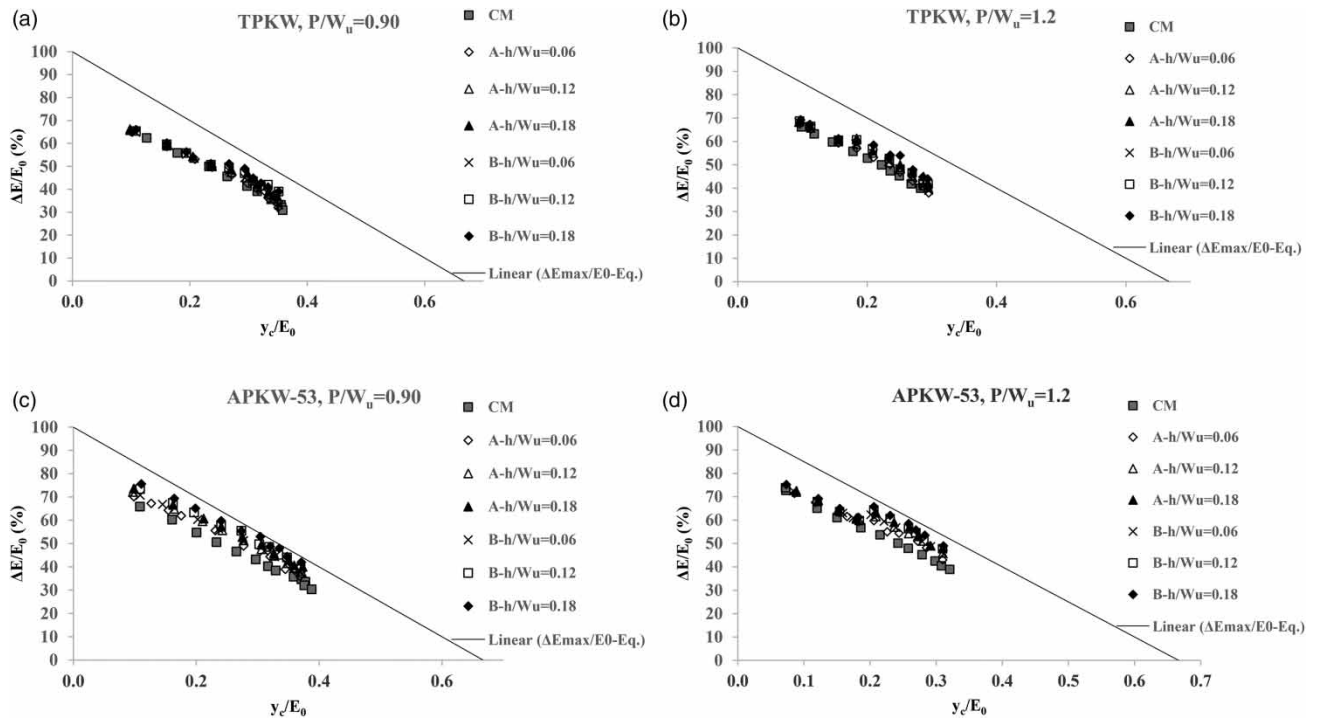 (a)
TPKW, P/Wu=0.90
CM
A-h/Wu=0.06
A-h/Wu=0.12
A-h/Wu=0.18
B-h/Wu=0.06
B-h/Wu=0.12
B-h/Wu=0.18
Linear (ΔEmax/E0-Eq.)
ΔE/E0 (%)
100
90
80
70
60
50
40
30
20
10
0
0.0 0.2 0.4 0.6
yc/E0
(b)
TPKW, P/Wu=1.2
CM
A-h/Wu=0.06
A-h/Wu=0.12
A-h/Wu=0.18
B-h/Wu=0.06
B-h/Wu=0.12
B-h/Wu=0.18
Linear (ΔEmax/E0-Eq.)
ΔE/E0 (%)
100
90
80
70
60
50
40
30
20
10
0
0.0 0.2 0.4 0.6
yc/E0
(c)
APKW-53, P/Wu=0.90
CM
A-h/Wu=0.06
A-h/Wu=0.12
A-h/Wu=0.18
B-h/Wu=0.06
B-h/Wu=0.12
B-h/Wu=0.18
Linear (ΔEmax/E0-Eq.)
ΔE/E0 (%)
100
90
80
70
60
50
40
30
20
10
0
0.0 0.2 0.4 0.6
yc/E0
(d)
APKW-53, P/Wu=1.2
CM
A-h/Wu=0.06
A-h/Wu=0.12
A-h/Wu=0.18
B-h/Wu=0.06
B-h/Wu=0.12
B-h/Wu=0.18
Linear (ΔEmax/E0-Eq.)
ΔE/E0 (%)
100
90
80
70
60
50
40
30
20
10
0
0.0 0.1 0.2 0.3 0.4 0.5 0.6 0.7
yc/E0